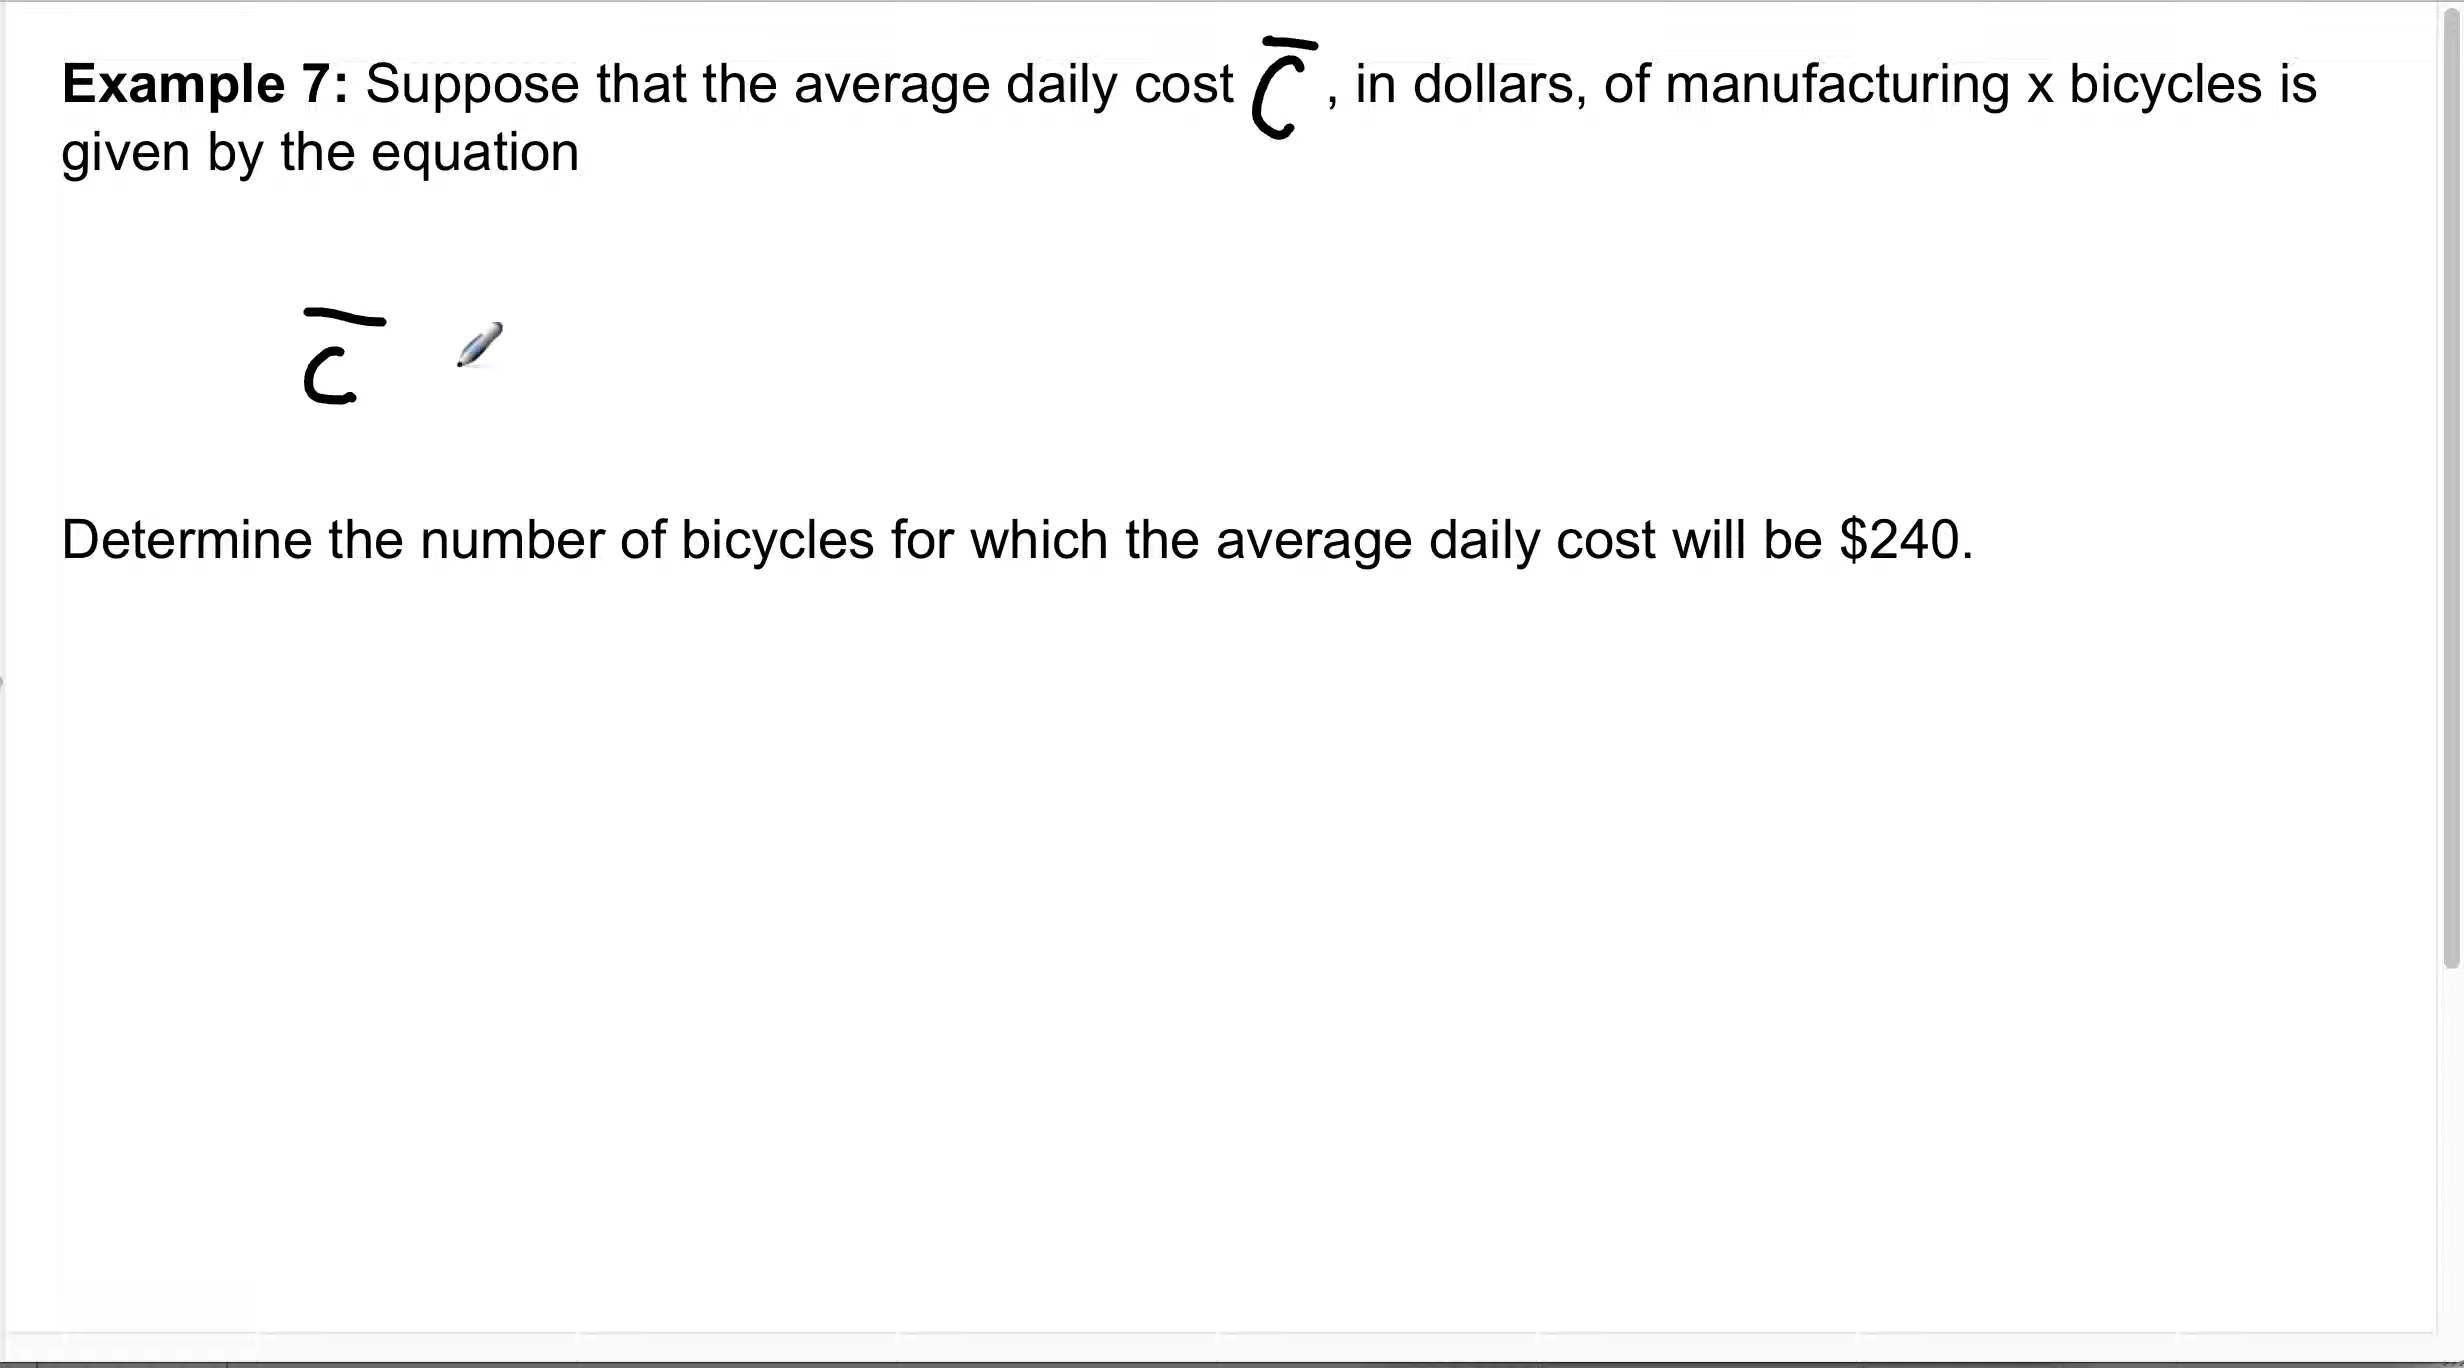 Example 7: Suppose that the average daily cost C̅, in dollars, of manufacturing x bicycles is
given by the equation
C̅
Determine the number of bicycles for which the average daily cost will be $240.